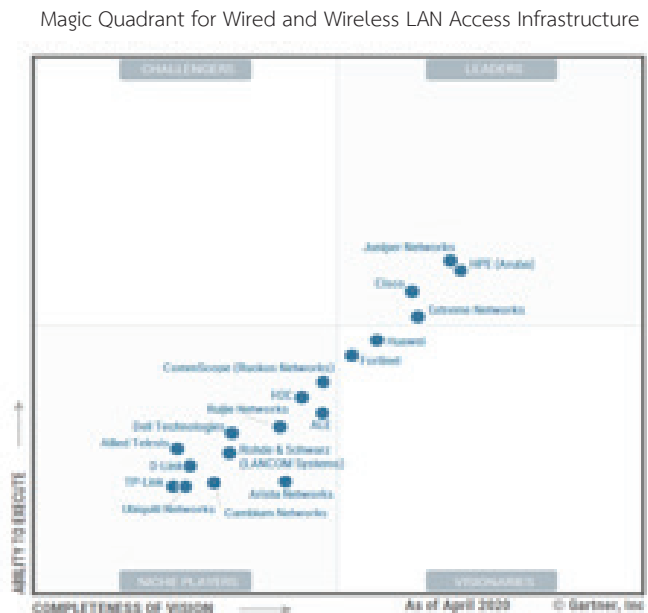 Magic Quadrant for Wired and Wireless LAN Access Infrastructure
CHALLENGERS
LEADERS
Juniper Networks
HPE (Aruba)
Cisco
Extreme Networks
Huawei
Fortinet
CommScope (Ruckus Networks)
H3C
Ruijie Networks
ALE
Dell Technologies
Allied Telesis
Rohde & Schwarz
(LANCOM Systems)
D-Link
TP-Link
Arista Networks
Ubiquiti Networks
Cambium Networks
ABILITY TO EXECUTE
NICHE PLAYERS
VISIONARIES
COMPLETENESS OF VISION
As of April 2020
© Gartner, Inc